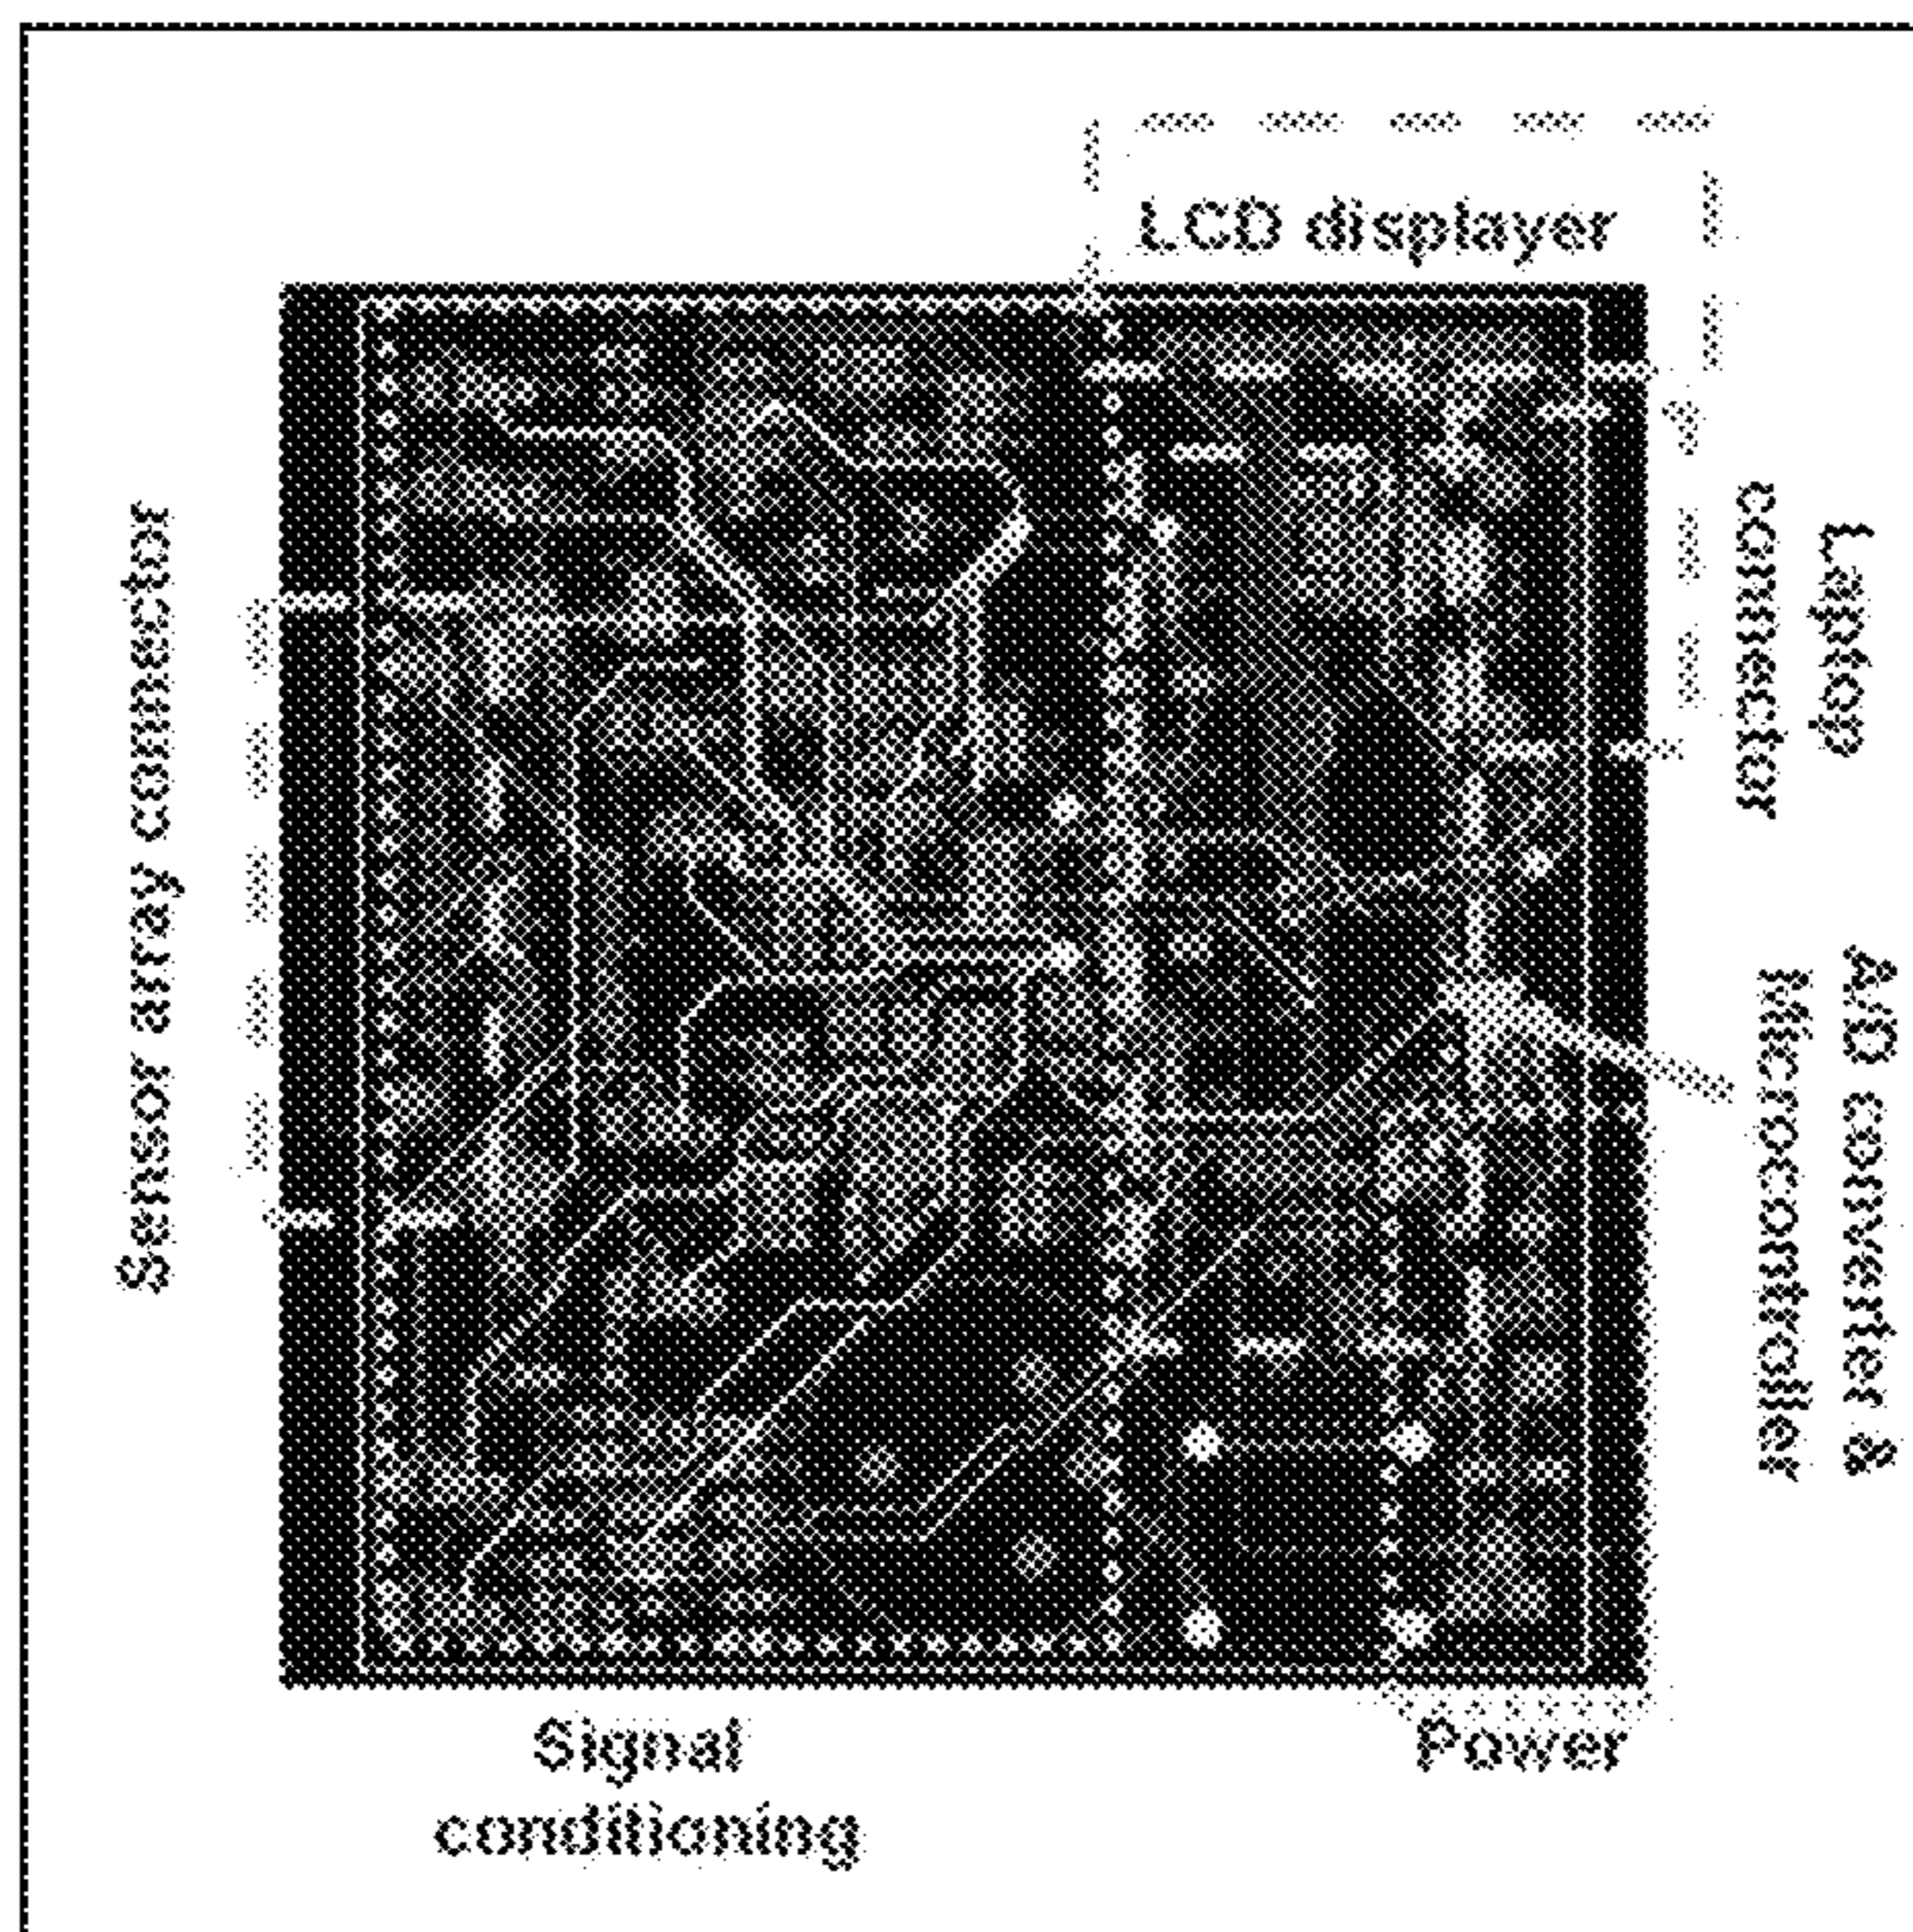 LCD displayer
Sensor array connector
Laptop
connector
A/D converter &
Microcontroller
Signal
conditioning
Power